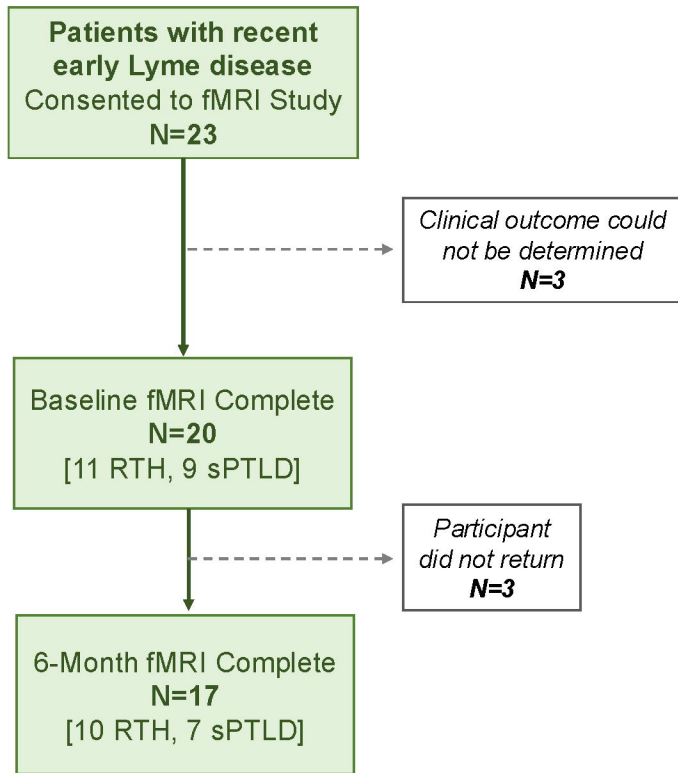 Patients with recent
early Lyme disease
Consented to fMRI Study
N=23
Clinical outcome could
not be determined
N=3
Baseline fMRI Complete
N=20
[11 RTH, 9 sPTLD]
Participant
did not return
N=3
6-Month fMRI Complete
N=17
[10 RTH, 7 sPTLD]